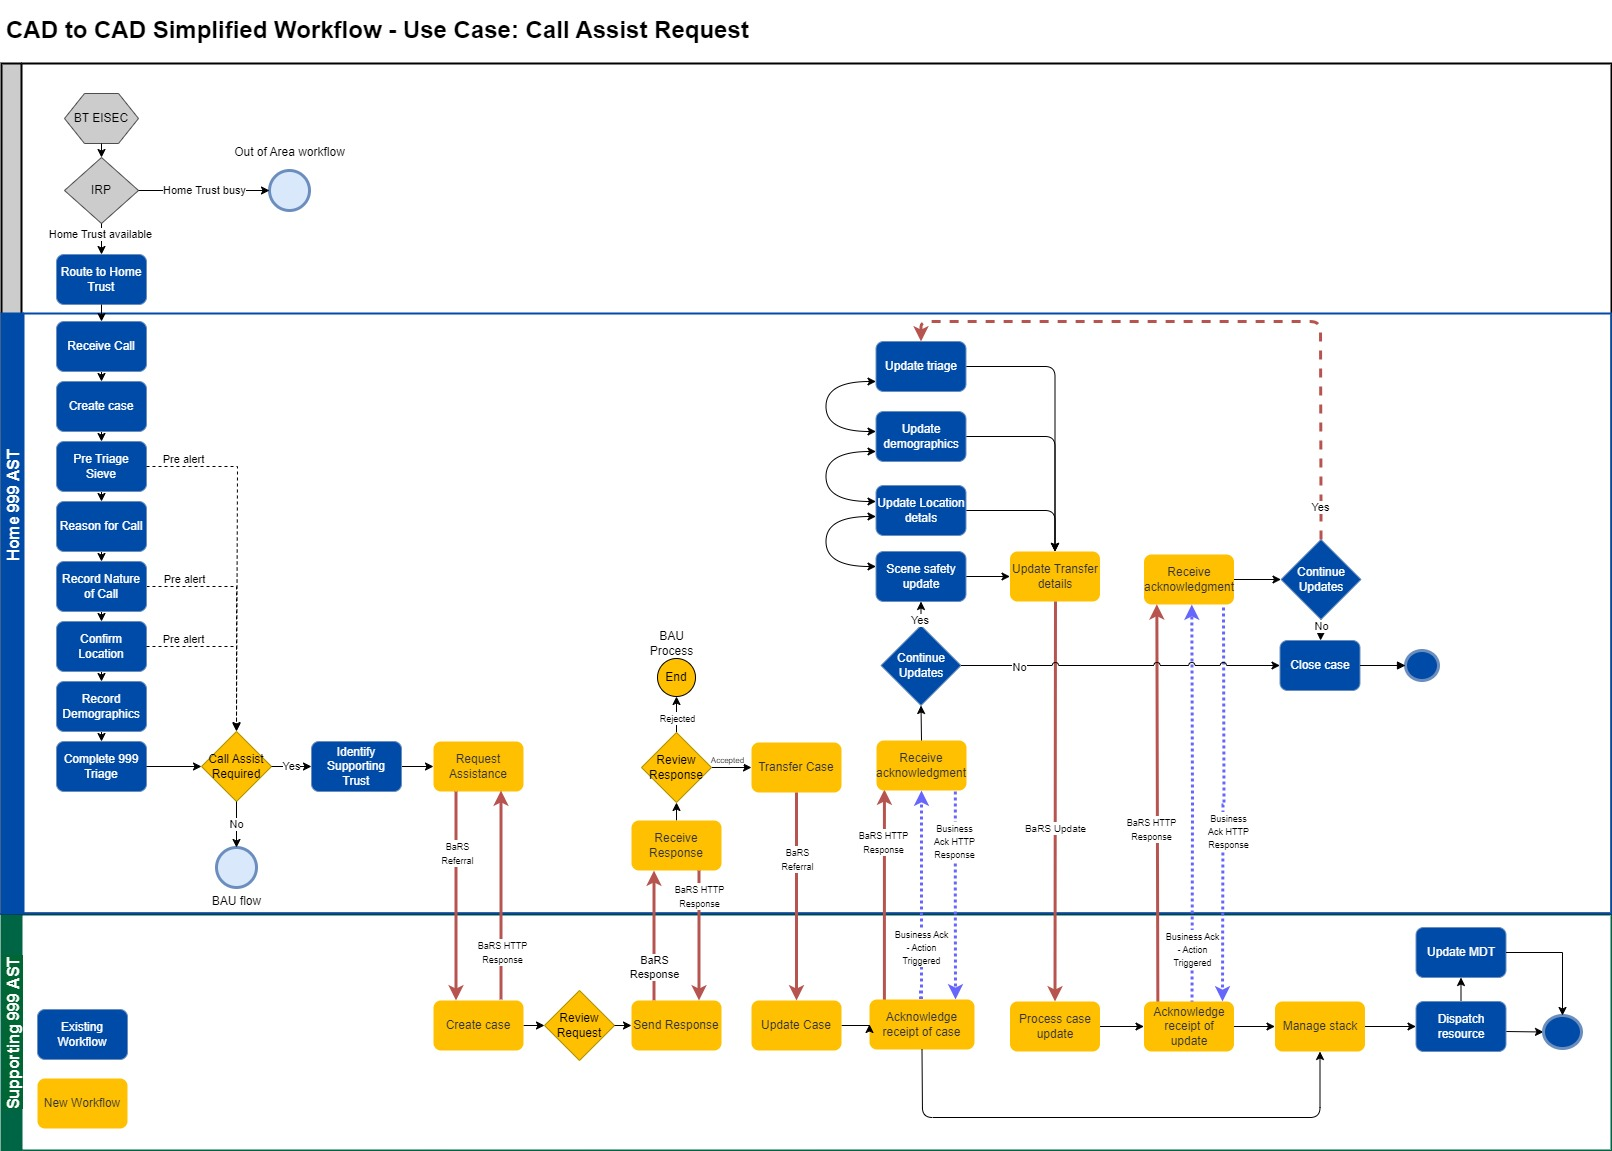 CAD to CAD Simplified Workflow - Use Case: Call Assist Request
BT EISEC
Out of Area workflow
IRP
Home Trust busy
Home Trust available
Route to Home
Trust
Home 999 AST
Receive Call
Create case
Pre Triage
Sieve
Pre alert
Reason for Call
Record Nature
of Call
Pre alert
Confirm
Location
Pre alert
Record
Demographics
Complete 999
Triage
Call Assist
Required
Yes
No
BAU flow
Identify
Supporting
Trust
Request
Assistance
BaRS
Referral
BaRS HTTP
Response
BAU
Process
End
Rejected
Review
Response
Accepted
Transfer Case
Receive
Response
BaRS HTTP
Response
BaRS
Response
BaRS
Referral
Update triage
Update
demographics
Update Location
detals
Scene safety
update
Yes
Continue
Updates
No
Receive
acknowledgment
BaRS HTTP
Response
Business
Ack HTTP
Response
Business Ack
- Action
Triggered
Update Transfer
details
BaRS Update
Receive
acknowledgment
BaRS HTTP
Response
Business
Ack HTTP
Response
Business Ack
- Action
Triggered
Yes
Continue
Updates
No
Close case
Supporting 999 AST
Existing
Workflow
New Workflow
Create case
Review
Request
Send Response
Update Case
Acknowledge
receipt of case
Process case
update
Acknowledge
receipt of
update
Manage stack
Update MDT
Dispatch
resource